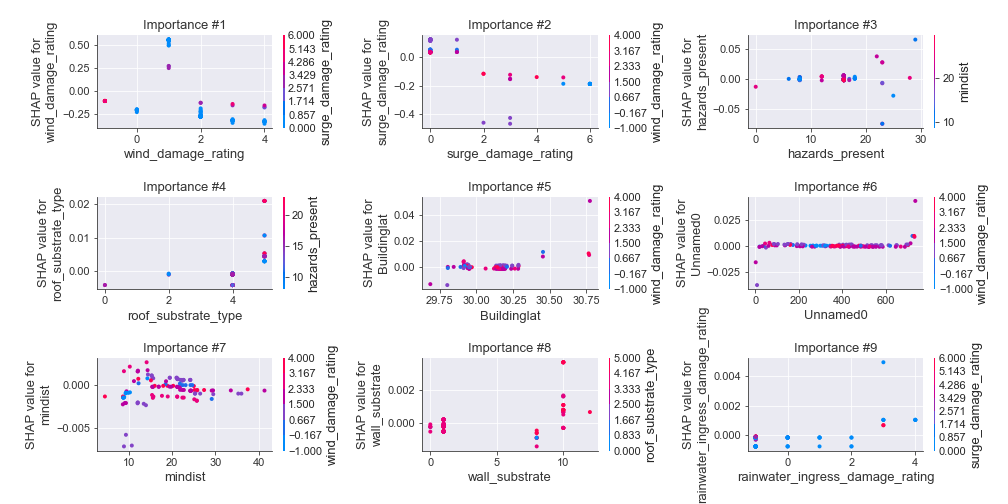 Importance #1
SHAP value for
wind_damage_rating
0.50
0.25
0.00
−0.25
0
2
4
wind_damage_rating
6.000
5.143
4.286
3.429
2.571
1.714
0.857
0.000
surge_damage_rating
Importance #2
SHAP value for
surge_damage_rating
0.0
−0.2
−0.4
0
1
2
3
4
5
6
surge_damage_rating
4.000
3.167
2.333
1.500
0.667
−0.167
−1.000
wind_damage_rating
Importance #3
SHAP value for
hazards_present
0.05
0.00
−0.05
0
10
20
30
hazards_present
20
10
mindist
Importance #4
SHAP value for
roof_substrate_type
0.02
0.01
0.00
0
2
4
roof_substrate_type
20
15
10
hazards_present
Importance #5
SHAP value for
Buildinglat
0.04
0.02
0.00
29.75
30.00
30.25
30.50
30.75
Buildinglat
4.000
3.167
2.333
1.500
0.667
−0.167
−1.000
wind_damage_rating
Importance #6
SHAP value for
Unnamed0
0.025
0.000
−0.025
0
200
400
600
Unnamed0
4.000
3.167
2.333
1.500
0.667
−0.167
−1.000
wind_damage_rating
Importance #7
SHAP value for
mindist
0.000
−0.005
10
20
30
40
mindist
4.000
3.167
2.333
1.500
0.667
−0.167
−1.000
wind_damage_rating
Importance #8
SHAP value for
wall_substrate
0.002
0.000
0
5
10
wall_substrate
5.000
4.167
3.333
2.500
1.667
0.833
0.000
roof_substrate_type
Importance #9
SHAP value for
rainwater_ingress_damage_rating
0.004
0.002
0.000
0
2
4
rainwater_ingress_damage_rating
6.000
5.143
4.286
3.429
2.571
1.714
0.857
0.000
surge_damage_rating